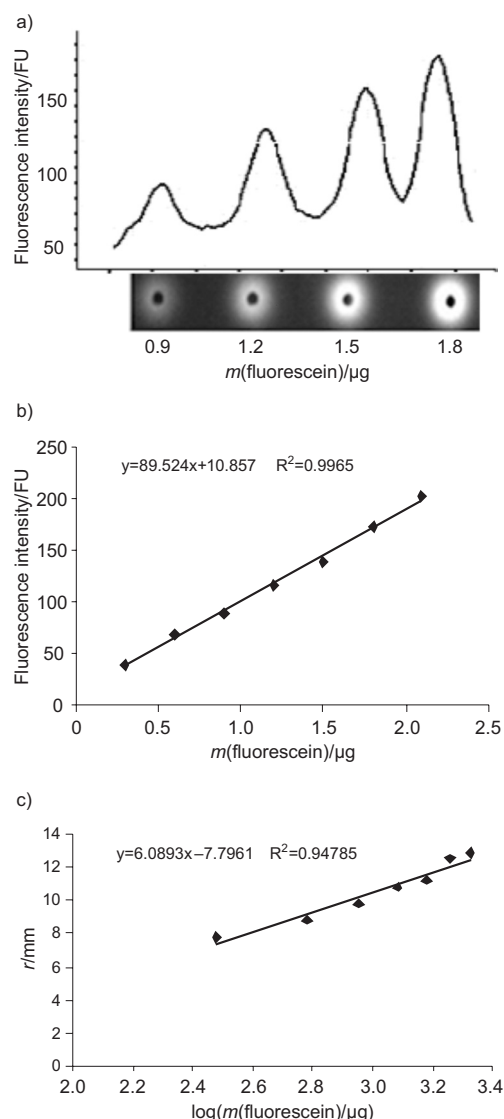 a)
Fluorescence intensity/FU
150
100
50
0.9 1.2 1.5 1.8
m(fluorescein)/µg
b)
y=89.524x+10.857 R²=0.9965
Fluorescence intensity/FU
250
200
150
100
50
0
0 0.5 1.0 1.5 2.0 2.5
m(fluorescein)/µg
c)
y=6.0893x−7.7961 R²=0.94785
r/mm
14
12
10
8
6
4
2
0
2.0 2.2 2.4 2.6 2.8 3.0 3.2 3.4
log(m(fluorescein)/µg)